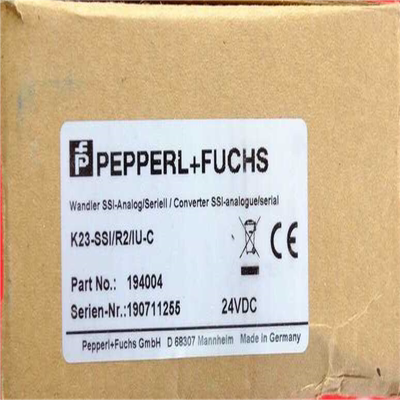 PEPPERL+FUCHS
Wandler SSI-Analog/Seriell / Converter SSI-analogue/serial
K23-SSI/R2/IU-C
CE
Part No.: 194004
Serien-Nr.:190711255 24VDC
Pepperl+Fuchs GmbH D 68307 Mannheim Made in Germany